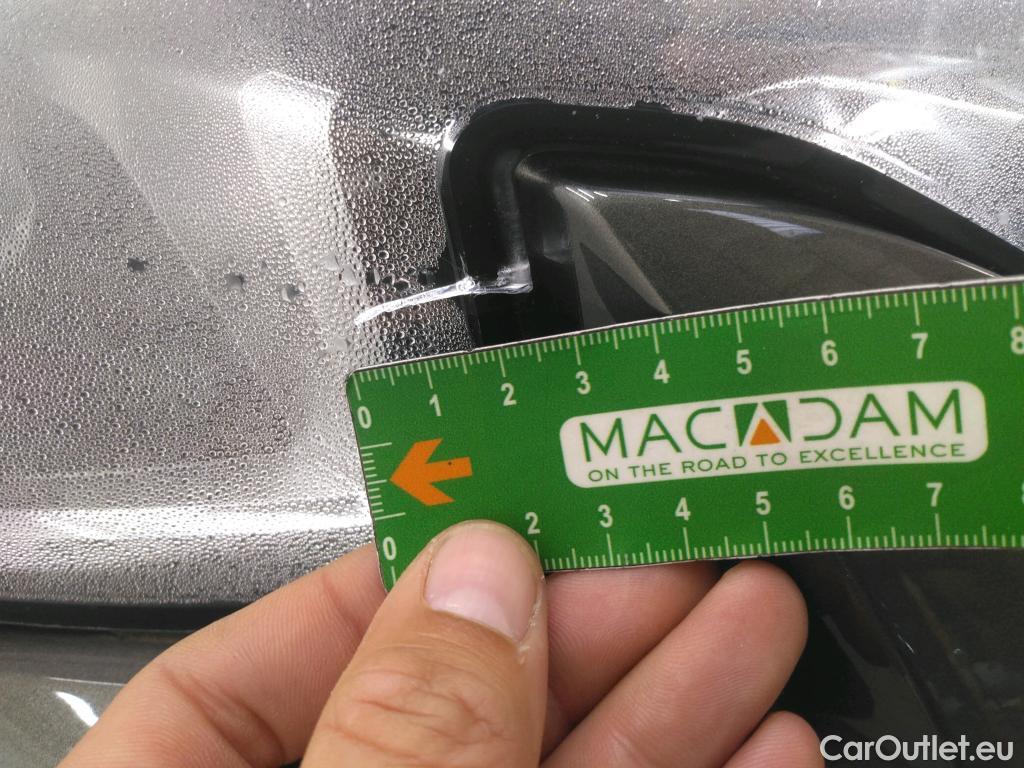 0 1 2 3 4 5 6 7 8
MACADAM
ON THE ROAD TO EXCELLENCE
0 2 3 4 5 6 7
CarOutlet.eu